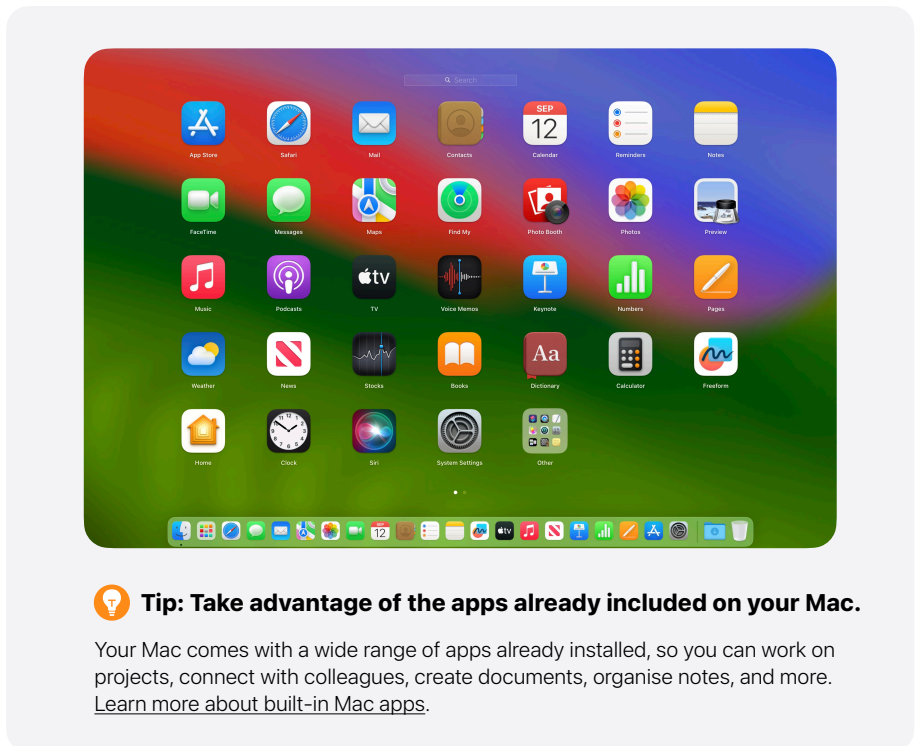 Search
SEP
12
App Store Safari Mail Contacts Calendar Reminders Notes
FaceTime Messages Maps Find My Photo Booth Photos Preview
tv
Music Podcasts TV Voice Memos Keynote Numbers Pages
Aa
Weather News Stocks Books Dictionary Calculator Freeform
Home Clock Siri System Settings Other
SEP
12
tv
Tip: Take advantage of the apps already included on your Mac.
Your Mac comes with a wide range of apps already installed, so you can work on
projects, connect with colleagues, create documents, organise notes, and more.
Learn more about built-in Mac apps.